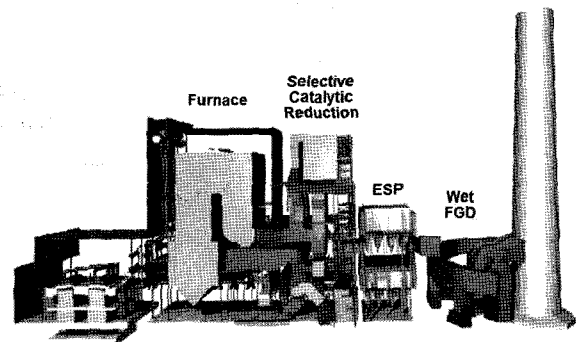 Furnace
Selective
Catalytic
Reduction
ESP
Wet
FGD